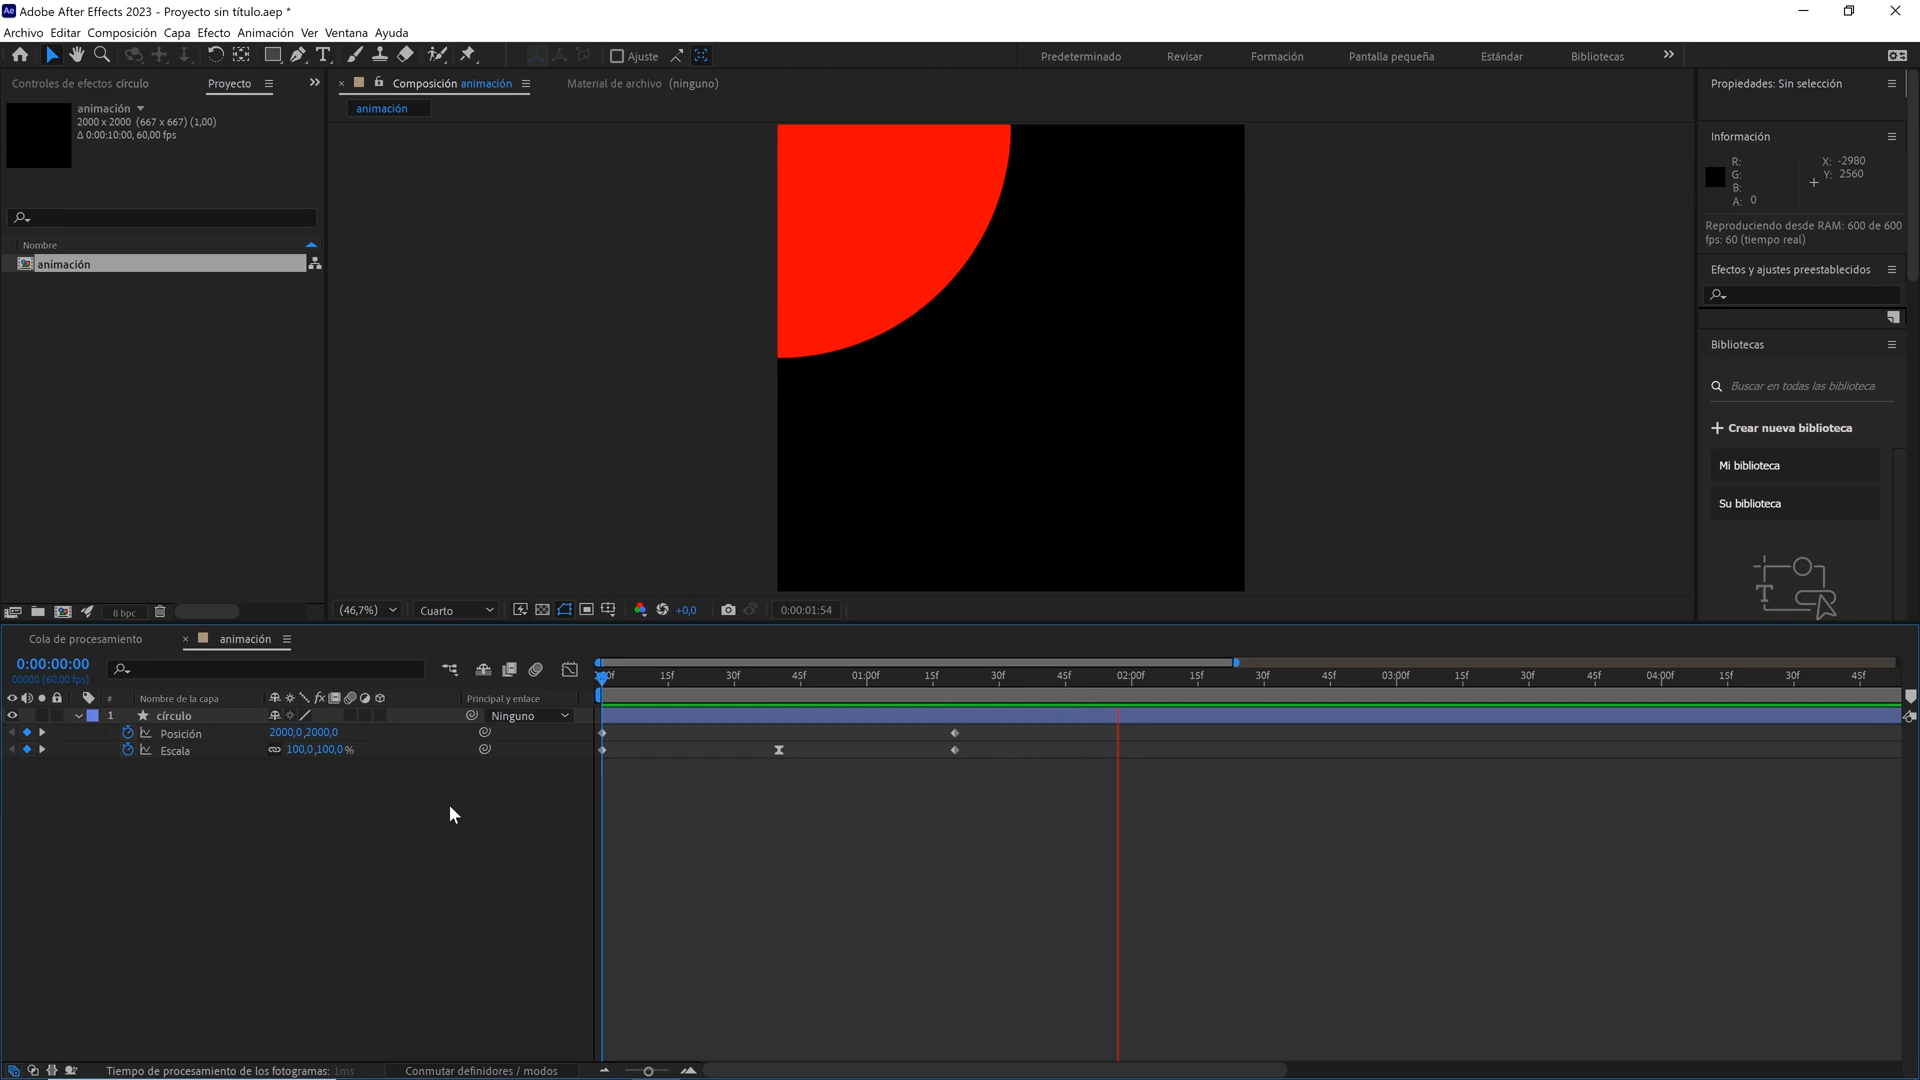 Adobe After Effects 2023 - Proyecto sin título.aep *
Archivo Editar Composición Capa Efecto Animación Ver Ventana Ayuda
Ajuste
Predeterminado Revisar Formación Pantalla pequeña Estándar Bibliotecas
Controles de efectos círculo Proyecto
Composición animación
Material de archivo (ninguno)
Propiedades: Sin selección
animación
2000 x 2000 (667 x 667) (1,00)
Δ 0:00:10:00, 60,00 fps
animación
Información
R:
G:
B:
A: 0
X: -2980
Y: 2560
Reproduciendo desde RAM: 600 de 600
fps: 60 (tiempo real)
Efectos y ajustes preestablecidos
Nombre
animación
Bibliotecas
Buscar en todas las biblioteca
Crear nueva biblioteca
Mi biblioteca
Su biblioteca
8 bpc
(46,7%) Cuarto +0,0 0:00:01:54
Cola de procesamiento animación
0:00:00:00
00000 (60.00 fps)
:00f 15f 30f 45f 01:00f 15f 30f 45f 02:00f 15f 30f 45f 03:00f 15f 30f 45f 04:00f 15f 30f 45f
# Nombre de la capa fx Principal y enlace
1 círculo Ninguno
Posición 2000,0,2000,0
Escala 100,0,100,0%
Tiempo de procesamiento de los fotogramas: 1ms Conmutar definidores / modos